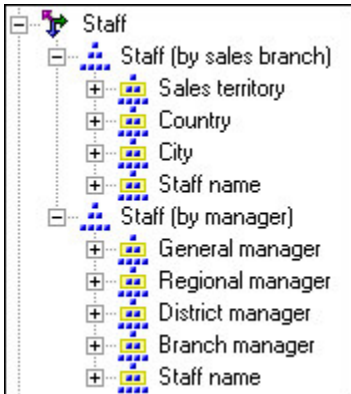 Staff
Staff (by sales branch)
Sales territory
Country
City
Staff name
Staff (by manager)
General manager
Regional manager
District manager
Branch manager
Staff name